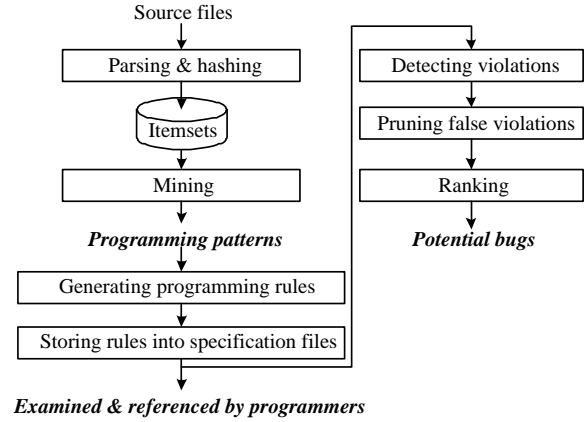 Source files
Parsing & hashing
Itemsets
Mining
Programming patterns
Generating programming rules
Storing rules into specification files
Examined & referenced by programmers
Detecting violations
Pruning false violations
Ranking
Potential bugs